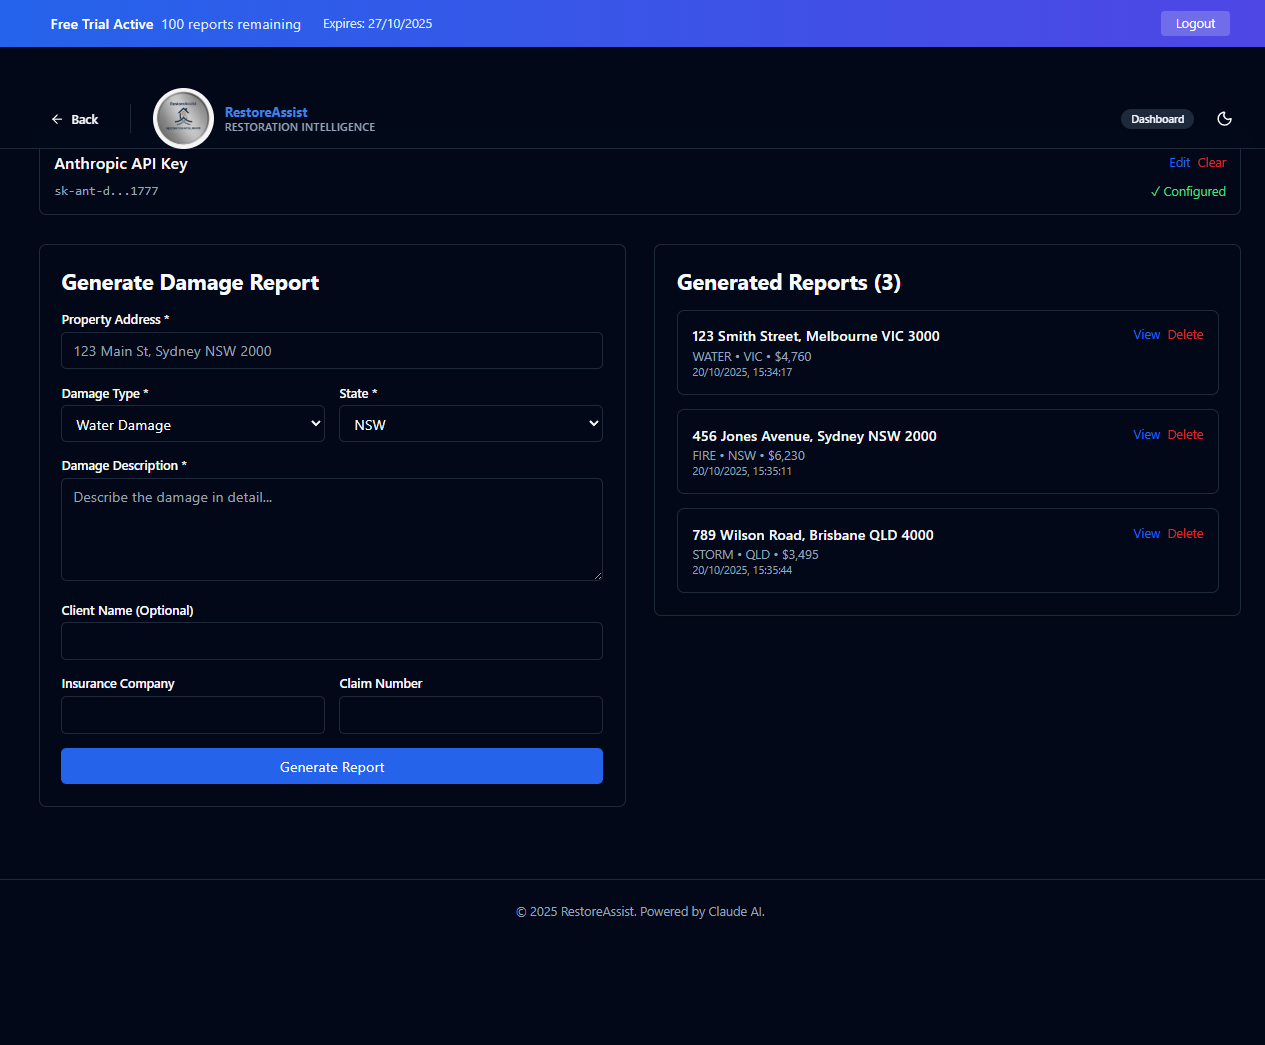 Free Trial Active 100 reports remaining Expires: 27/10/2025 Logout
← Back
RestoreAssist
RestoreAssist
RESTORATION INTELLIGENCE
Dashboard
Anthropic API Key
Edit Clear
sk-ant-d...1777
✓ Configured
Generate Damage Report
Property Address *
123 Main St, Sydney NSW 2000
Damage Type * State *
Water Damage NSW
Damage Description *
Describe the damage in detail...
Client Name (Optional)
Insurance Company Claim Number
Generate Report
Generated Reports (3)
123 Smith Street, Melbourne VIC 3000 View Delete
WATER • VIC • $4,760
20/10/2025, 15:34:17
456 Jones Avenue, Sydney NSW 2000 View Delete
FIRE • NSW • $6,230
20/10/2025, 15:35:11
789 Wilson Road, Brisbane QLD 4000 View Delete
STORM • QLD • $3,495
20/10/2025, 15:35:44
© 2025 RestoreAssist. Powered by Claude AI.